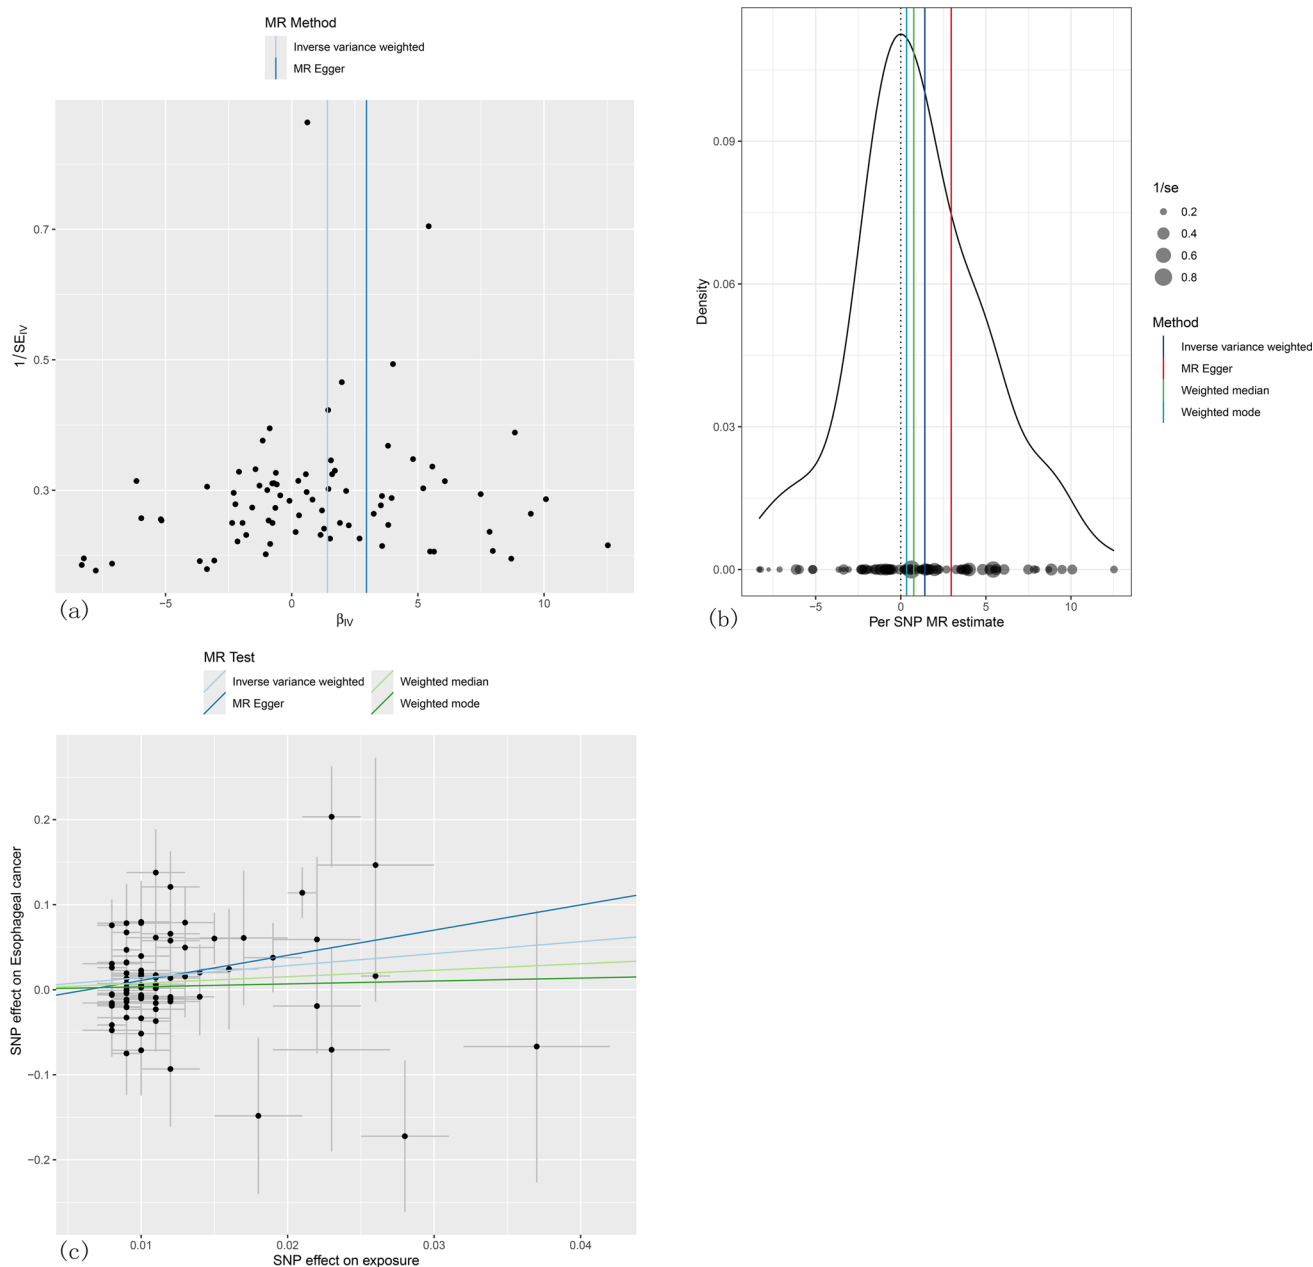 MR Method
Inverse variance weighted
MR Egger
0.7
0.5
0.3
1/SE_IV
−5
0
5
10
β_IV
(a)
0.09
0.06
0.03
0.00
Density
−5
0
5
10
Per SNP MR estimate
(b)
1/se
0.2
0.4
0.6
0.8
Method
Inverse variance weighted
MR Egger
Weighted median
Weighted mode
MR Test
Inverse variance weighted
Weighted median
MR Egger
Weighted mode
0.2
0.1
0.0
−0.1
−0.2
SNP effect on Esophageal cancer
0.01
0.02
0.03
0.04
SNP effect on exposure
(c)